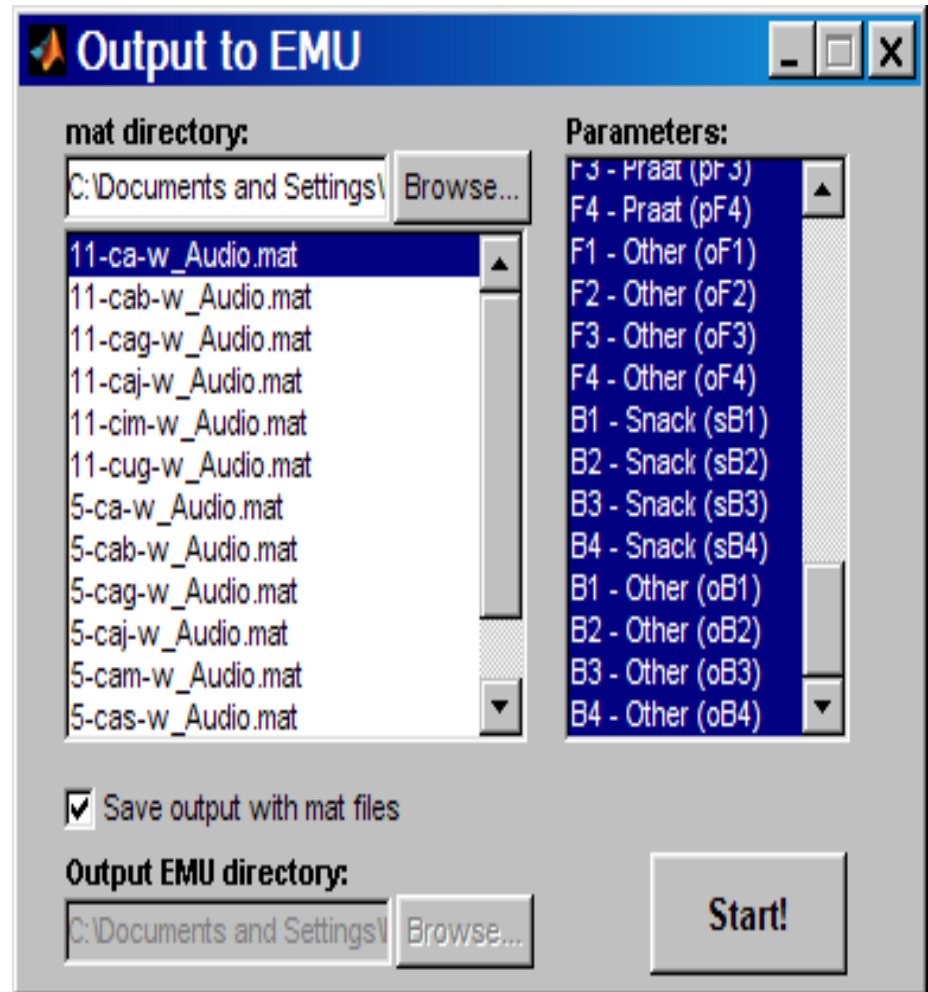 Output to EMU
mat directory:
C:\Documents and Settings\
Browse...
11-ca-w_Audio.mat
11-cab-w_Audio.mat
11-cag-w_Audio.mat
11-caj-w_Audio.mat
11-cim-w_Audio.mat
11-cug-w_Audio.mat
5-ca-w_Audio.mat
5-cab-w_Audio.mat
5-cag-w_Audio.mat
5-caj-w_Audio.mat
5-cam-w_Audio.mat
5-cas-w_Audio.mat
Parameters:
F3 - Praat (pF3)
F4 - Praat (pF4)
F1 - Other (oF1)
F2 - Other (oF2)
F3 - Other (oF3)
F4 - Other (oF4)
B1 - Snack (sB1)
B2 - Snack (sB2)
B3 - Snack (sB3)
B4 - Snack (sB4)
B1 - Other (oB1)
B2 - Other (oB2)
B3 - Other (oB3)
B4 - Other (oB4)
Save output with mat files
Output EMU directory:
C:\Documents and Settings\
Browse...
Start!